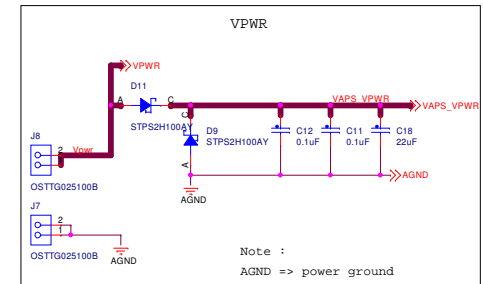 VPWR
VPWR
D11
A
C
STPS2H100AY
VAPS_VPWR
VAPS_VPWR
C
D9
STPS2H100AY
A
C12
0.1uF
C11
0.1uF
C18
22uF
J8
2
1
Vpwr
OSTTG025100B
AGND
AGND
J7
2
1
OSTTG025100B
AGND
Note :
AGND => power ground